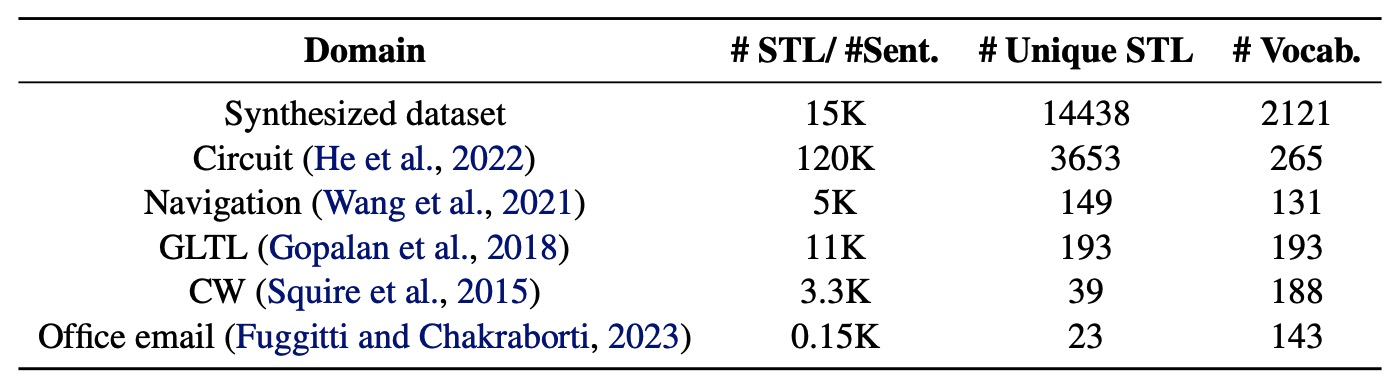 Domain # STL/ #Sent. # Unique STL # Vocab.
Synthesized dataset 15K 14438 2121
Circuit (He et al., 2022) 120K 3653 265
Navigation (Wang et al., 2021) 5K 149 131
GLTL (Gopalan et al., 2018) 11K 193 193
CW (Squire et al., 2015) 3.3K 39 188
Office email (Fuggitti and Chakraborti, 2023) 0.15K 23 143